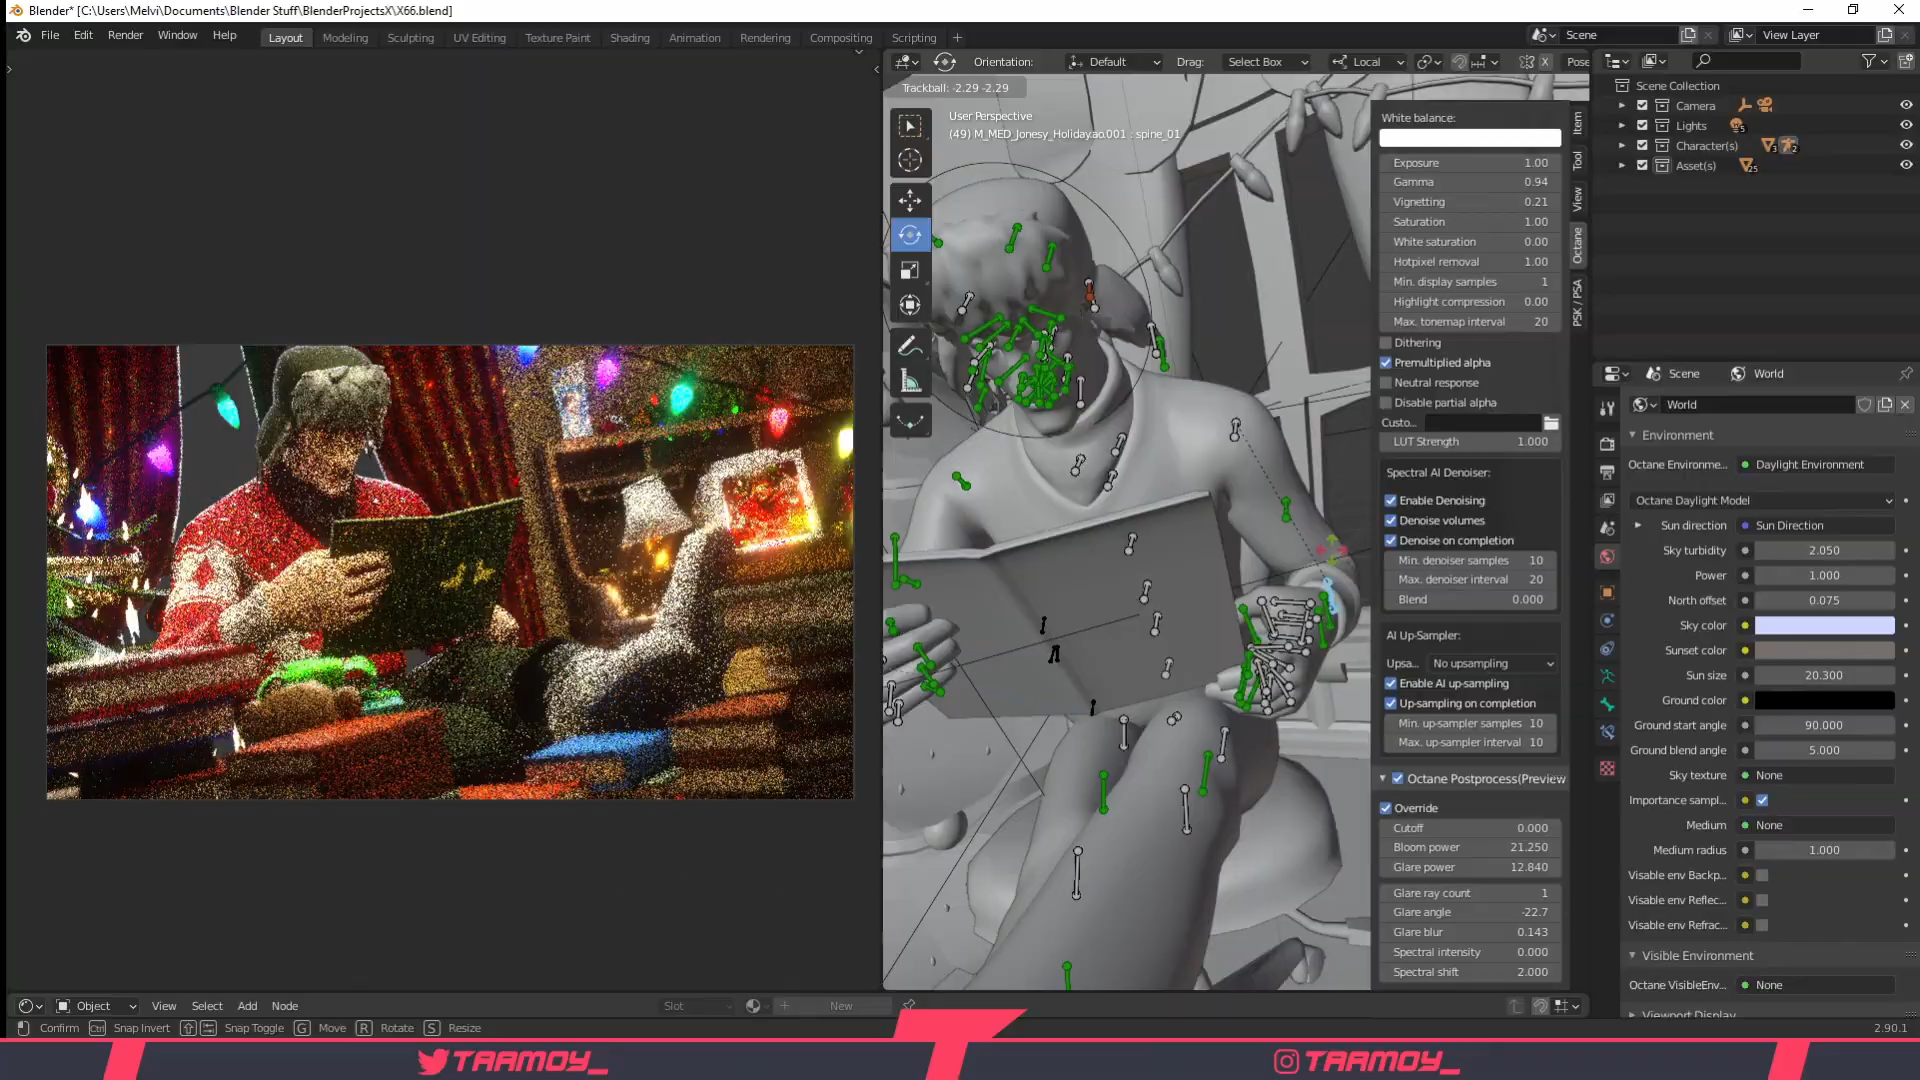 Blender* [C:\Users\Melvi\Documents\Blender Stuff\BlenderProjectsX\X66.blend]
File Edit Render Window Help Layout Modeling Sculpting UV Editing Texture Paint Shading Animation Rendering Compositing Scripting
Scene View Layer
Orientation: Default Drag: Select Box Local X Pose
Trackball: -2.29 -2.29
User Perspective
(49) M_MED_Jonesy_Holiday.ao.001 : spine_01
White balance:
Exposure 1.00
Gamma 0.94
Vignetting 0.21
Saturation 1.00
White saturation 0.00
Hotpixel removal 1.00
Min. display samples 1
Highlight compression 0.00
Max. tonemap interval 20
Dithering
Premultiplied alpha
Neutral response
Disable partial alpha
Custo...
LUT Strength 1.000
Spectral AI Denoiser:
Enable Denoising
Denoise volumes
Denoise on completion
Min. denoiser samples 10
Max. denoiser interval 20
Blend 0.000
AI Up-Sampler:
Upsa... No upsampling
Enable AI up-sampling
Up-sampling on completion
Min. up-sampler samples 10
Max. up-sampler interval 10
Octane Postprocess(Preview
Override
Cutoff 0.000
Bloom power 21.250
Glare power 12.840
Glare ray count 1
Glare angle -22.7
Glare blur 0.143
Spectral intensity 0.000
Spectral shift 2.000
Item
Tool
View
Octane
PSK / PSA
Scene Collection
Camera
Lights 5
Character(s) 3 2
Asset(s) 25
Scene World
World
Environment
Octane Environme... Daylight Environment
Octane Daylight Model
Sun direction Sun Direction
Sky turbidity 2.050
Power 1.000
North offset 0.075
Sky color
Sunset color
Sun size 20.300
Ground color
Ground start angle 90.000
Ground blend angle 5.000
Sky texture None
Importance sampl...
Medium None
Medium radius 1.000
Visable env Backp...
Visable env Reflec...
Visable env Refrac...
Visible Environment
Octane VisibleEnv... None
Viewport Display
Object View Select Add Node Slot New
Confirm Ctrl Snap Invert Snap Toggle G Move R Rotate S Resize 2.90.1
TAAMOY_ TAAMOY_